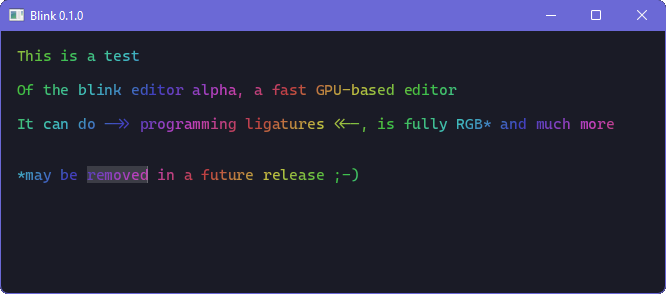 Blink 0.1.0
This is a test
Of the blink editor alpha, a fast GPU-based editor
It can do -->> programming ligatures <<--, is fully RGB* and much more
*may be removed in a future release ;-)